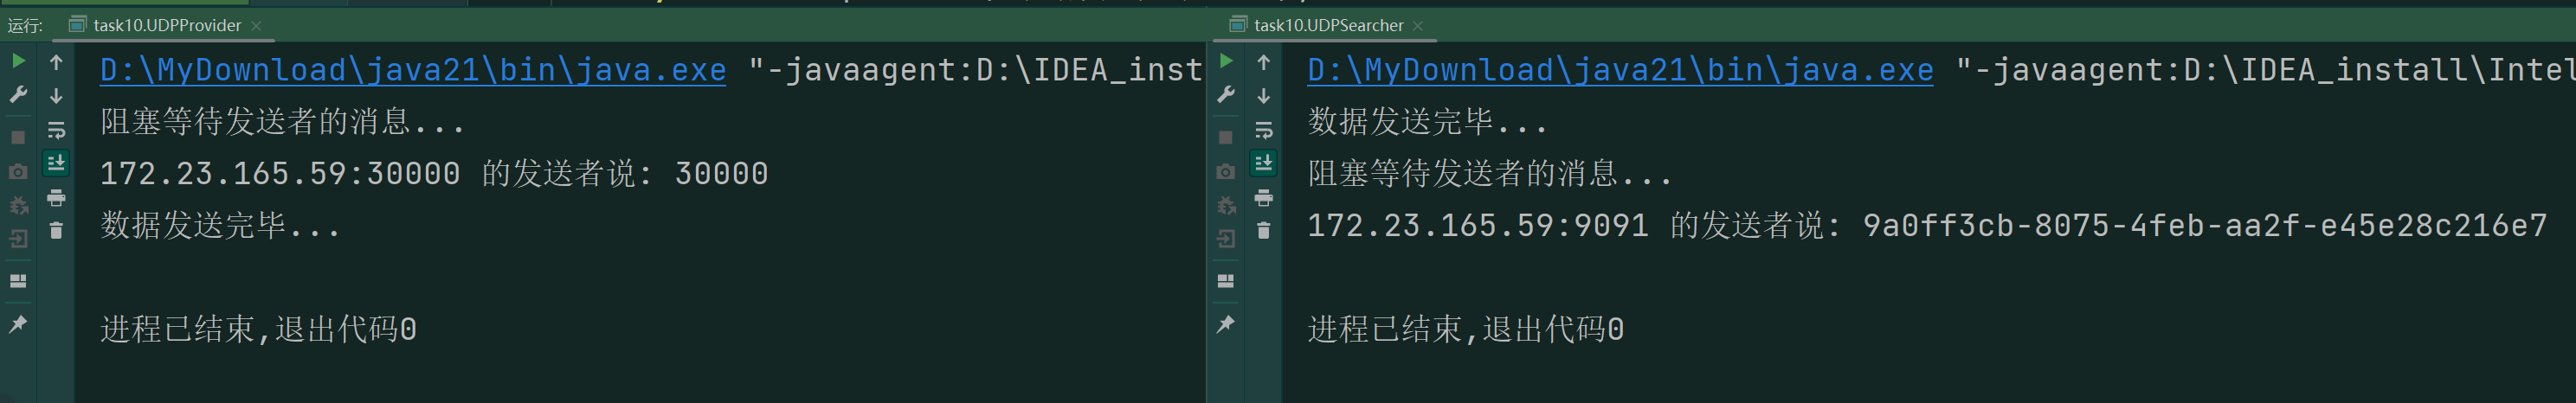 运行: task10.UDPProvider
D:\MyDownload\java21\bin\java.exe "-javaagent:D:\IDEA_inst
阻塞等待发送者的消息...
172.23.165.59:30000 的发送者说: 30000
数据发送完毕...
进程已结束,退出代码0
task10.UDPSearcher
D:\MyDownload\java21\bin\java.exe "-javaagent:D:\IDEA_install\Intel
数据发送完毕...
阻塞等待发送者的消息...
172.23.165.59:9091 的发送者说: 9a0ff3cb-8075-4feb-aa2f-e45e28c216e7
进程已结束,退出代码0